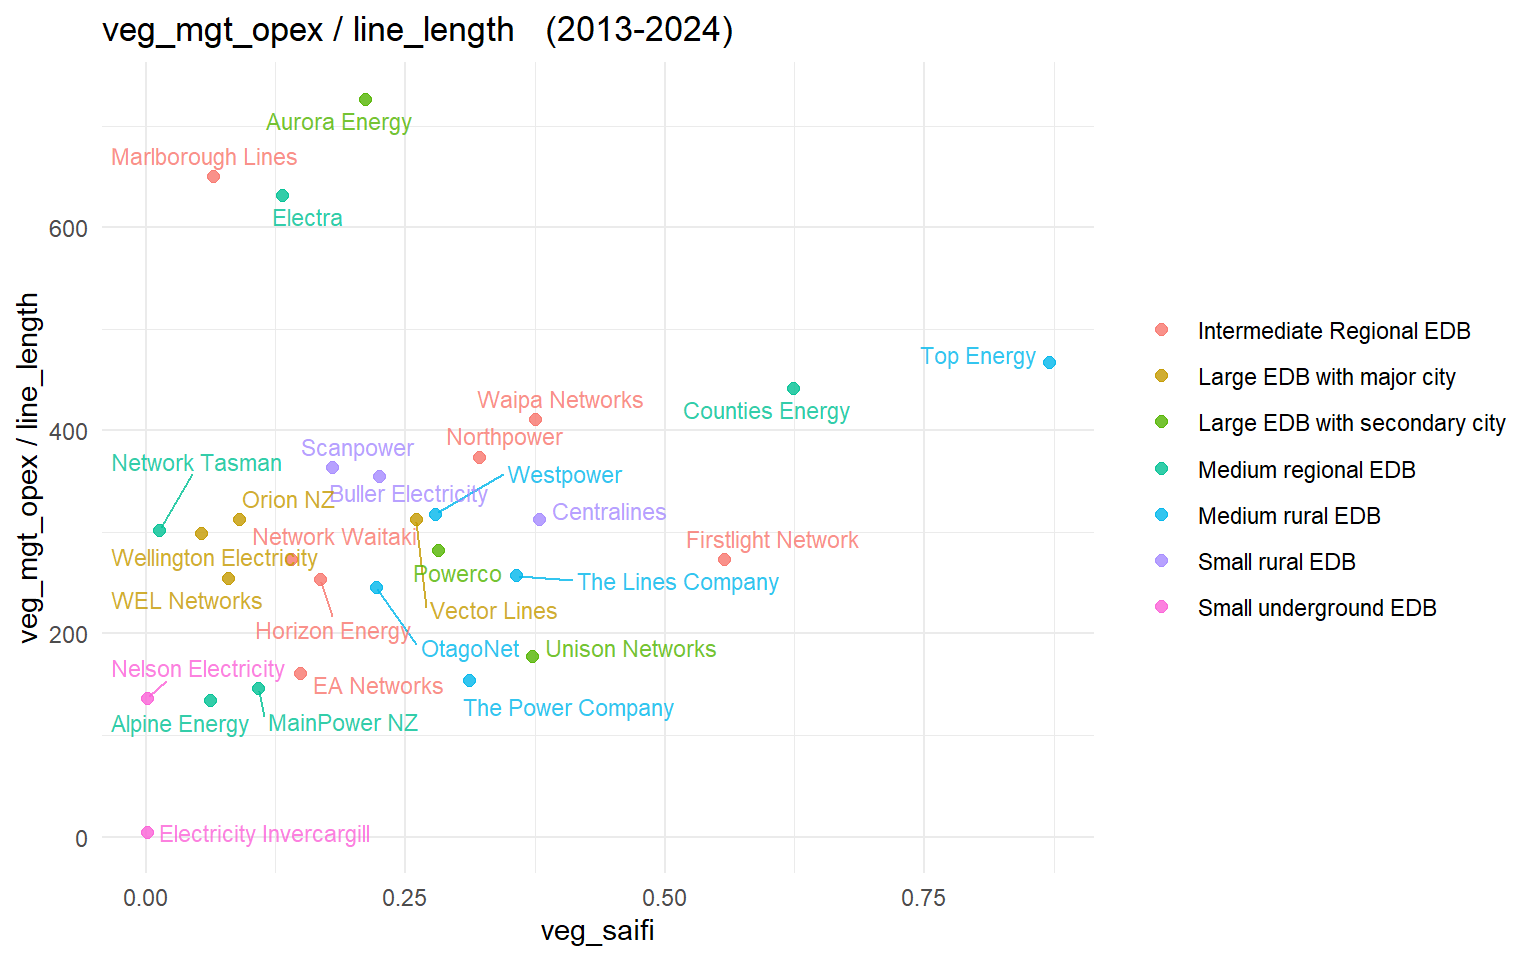 veg_mgt_opex / line_length (2013-2024)
Aurora Energy
Marlborough Lines
Electra
600
Top Energy
Counties Energy
Waipa Networks
400
Northpower
Scanpower
Network Tasman
Westpower
Buller Electricity
Orion NZ
Centralines
Network Waitaki
Firstlight Network
Wellington Electricity
Powerco
The Lines Company
WEL Networks
Vector Lines
Horizon Energy
200
OtagoNet
Unison Networks
Nelson Electricity
EA Networks
The Power Company
Alpine Energy
MainPower NZ
Electricity Invercargill
0
0.00
0.25
0.50
0.75
veg_saifi
veg_mgt_opex / line_length
Intermediate Regional EDB
Large EDB with major city
Large EDB with secondary city
Medium regional EDB
Medium rural EDB
Small rural EDB
Small underground EDB